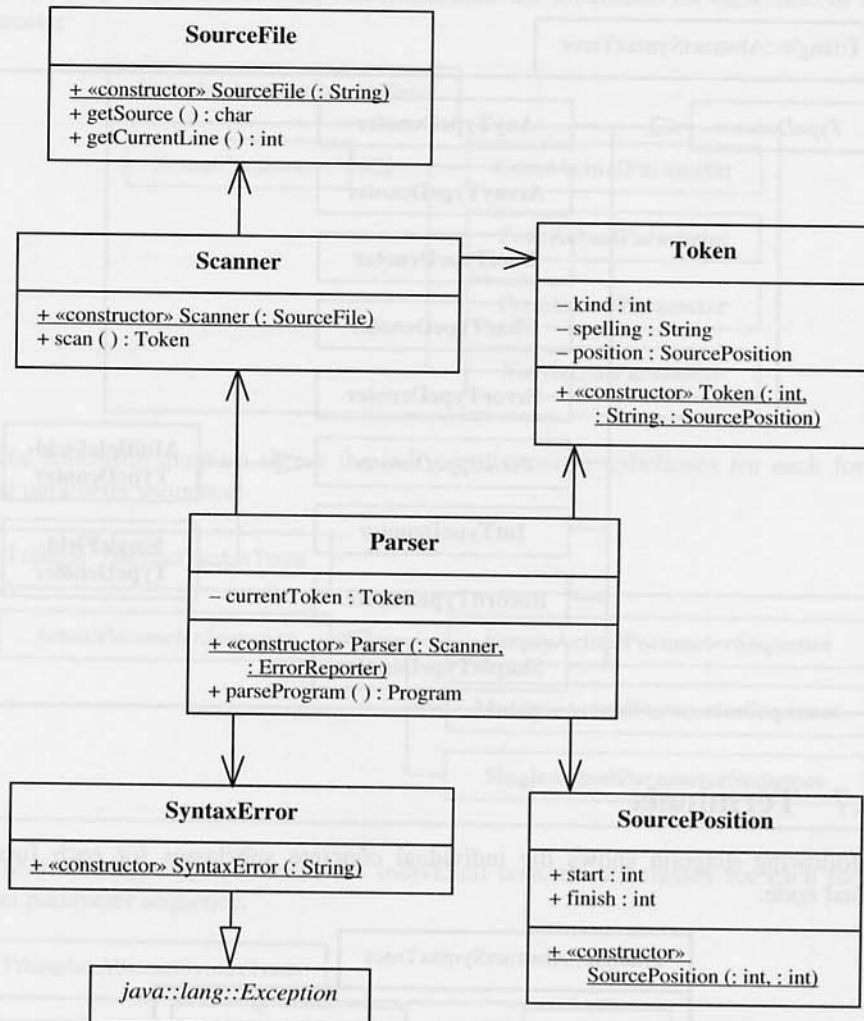 SourceFile
+ «constructor» SourceFile (: String)
+ getSource ( ) : char
+ getCurrentLine ( ) : int
Scanner
+ «constructor» Scanner (: SourceFile)
+ scan ( ) : Token
Token
– kind : int
– spelling : String
– position : SourcePosition
+ «constructor» Token (: int,
: String, : SourcePosition)
Parser
– currentToken : Token
+ «constructor» Parser (: Scanner,
: ErrorReporter)
+ parseProgram ( ) : Program
SyntaxError
+ «constructor» SyntaxError (: String)
java::lang::Exception
SourcePosition
+ start : int
+ finish : int
+ «constructor»
SourcePosition (: int, : int)